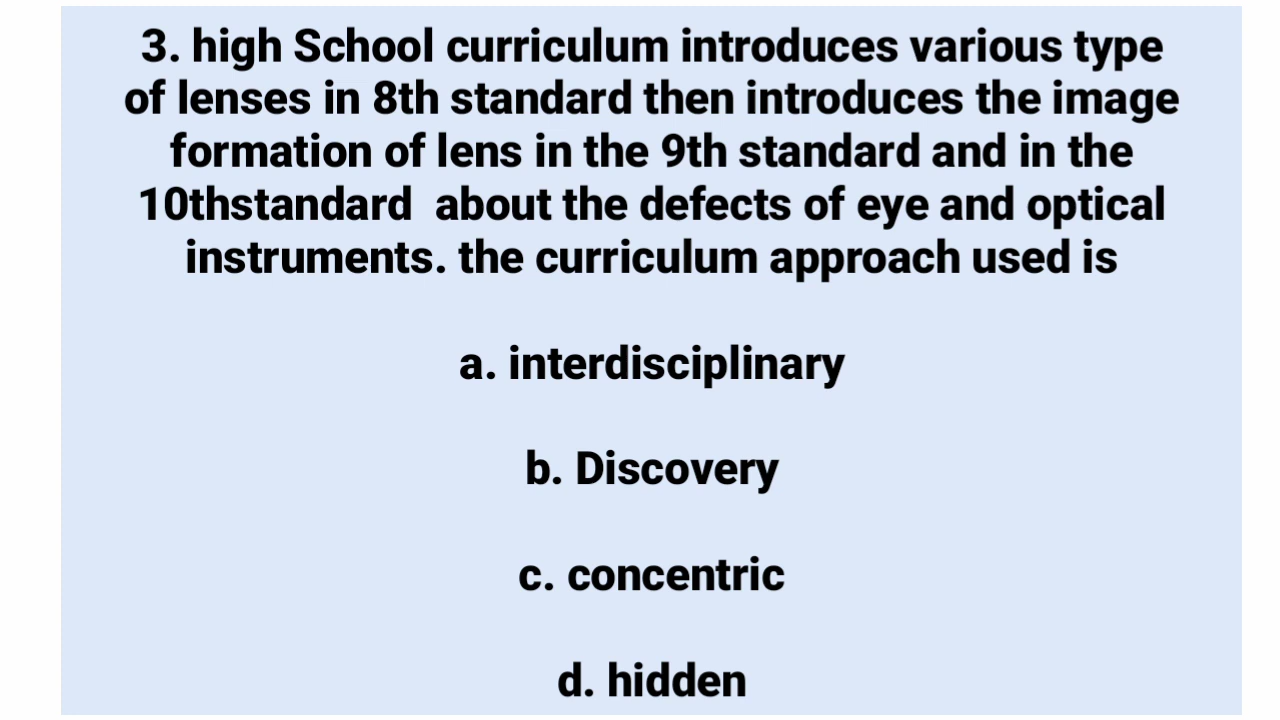 3. high School curriculum introduces various type
of lenses in 8th standard then introduces the image
formation of lens in the 9th standard and in the
10thstandard  about the defects of eye and optical
instruments. the curriculum approach used is
a. interdisciplinary
b. Discovery
c. concentric
d. hidden